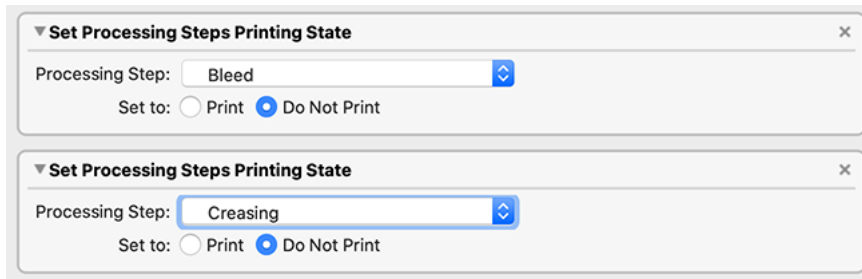 Set Processing Steps Printing State
Processing Step: Bleed
Set to: Print Do Not Print
Set Processing Steps Printing State
Processing Step: Creasing
Set to: Print Do Not Print